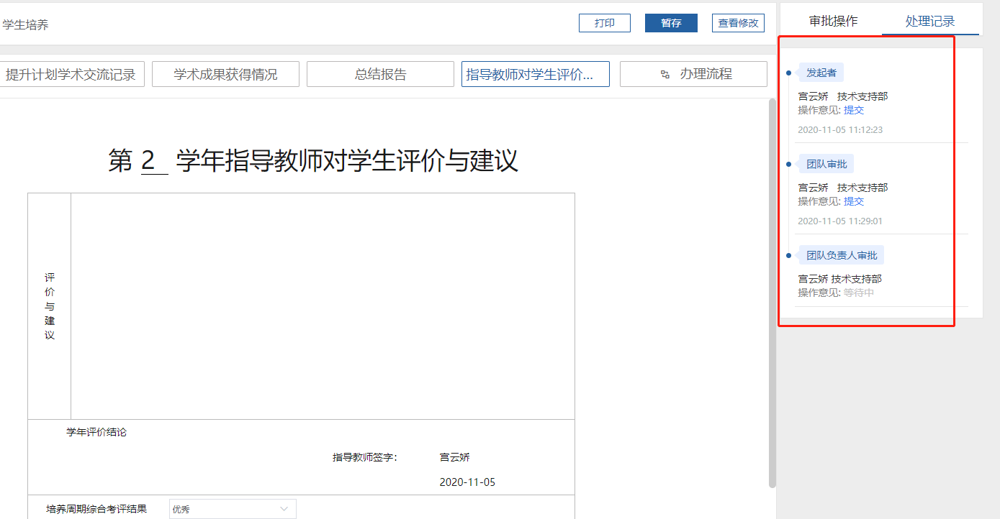 学生培养
打印
暂存
查看修改
审批操作
处理记录
提升计划学术交流记录
学术成果获得情况
总结报告
指导教师对学生评价...
办理流程
第 2 学年指导教师对学生评价与建议
评
价
与
建
议
学年评价结论
指导教师签字：
宫云娇
2020-11-05
培养周期综合考评结果
优秀
发起者
宫云娇 技术支持部
操作意见: 提交
2020-11-05 11:12:23
团队审批
宫云娇 技术支持部
操作意见: 提交
2020-11-05 11:29:01
团队负责人审批
宫云娇 技术支持部
操作意见: 等待中